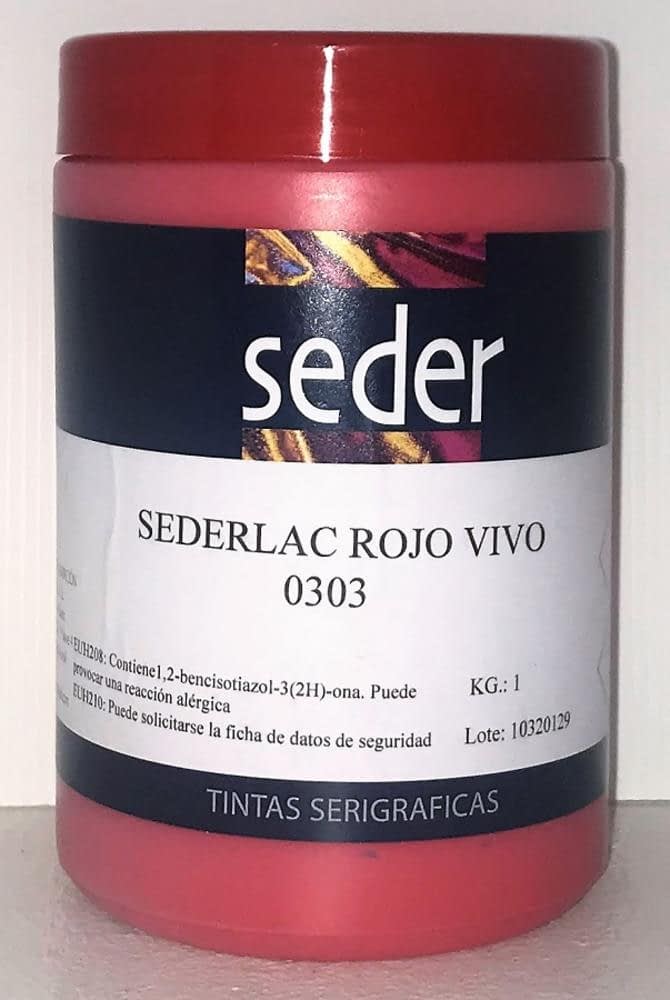 seder
SEDERLAC ROJO VIVO
0303
EUH208: Contiene1,2-bencisotiazol-3(2H)-ona. Puede
provocar una reacción alérgica
EUH210: Puede solicitarse la ficha de datos de seguridad
KG.: 1
Lote: 10320129
TINTAS SERIGRAFICAS